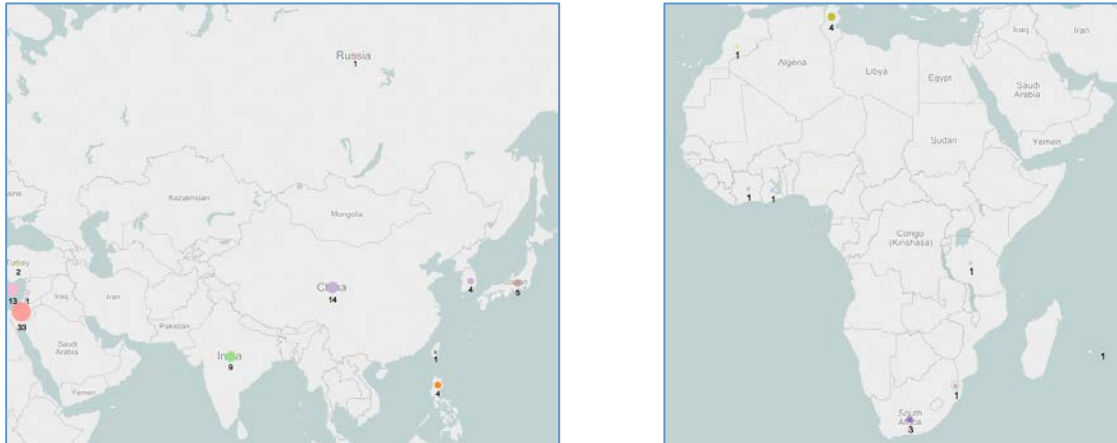 Russia
1
Kazakhstan
Mongolia
Turkey
2
13
1
Iraq
Iran
33
China
14
4
5
Pakistan
Saudi
Arabia
India
9
1
4
Yemen
4
1
Algeria
Libya
Egypt
Iraq
Iran
Saudi
Arabia
Yemen
Sudan
1
1
Congo
(Kinshasa)
1
1
1
South
Africa
3